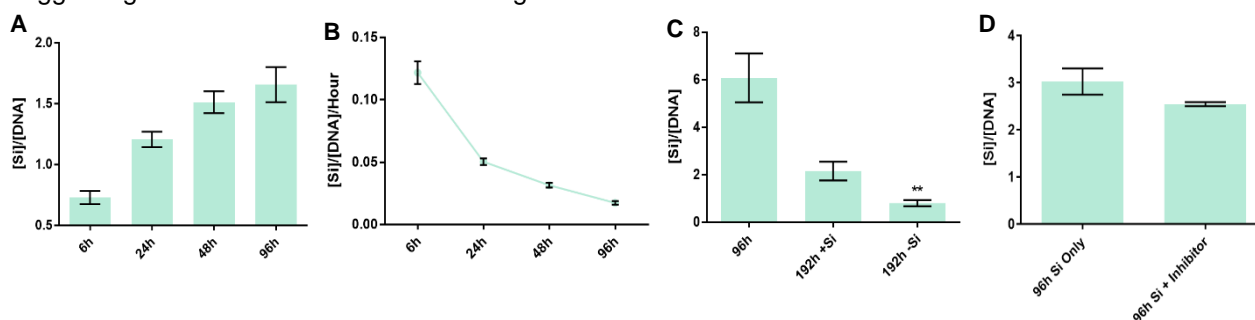 A
[Si]/[DNA]
2.0
1.5
1.0
0.5
6h
24h
48h
96h
B
[Si]/[DNA]/Hour
0.15
0.10
0.05
0.00
6h
24h
48h
96h
C
[Si]/[DNA]
8
6
4
2
0
**
96h
192h +Si
192h -Si
D
[Si]/[DNA]
4
3
2
1
0
96h Si Only
96h Si + Inhibitor